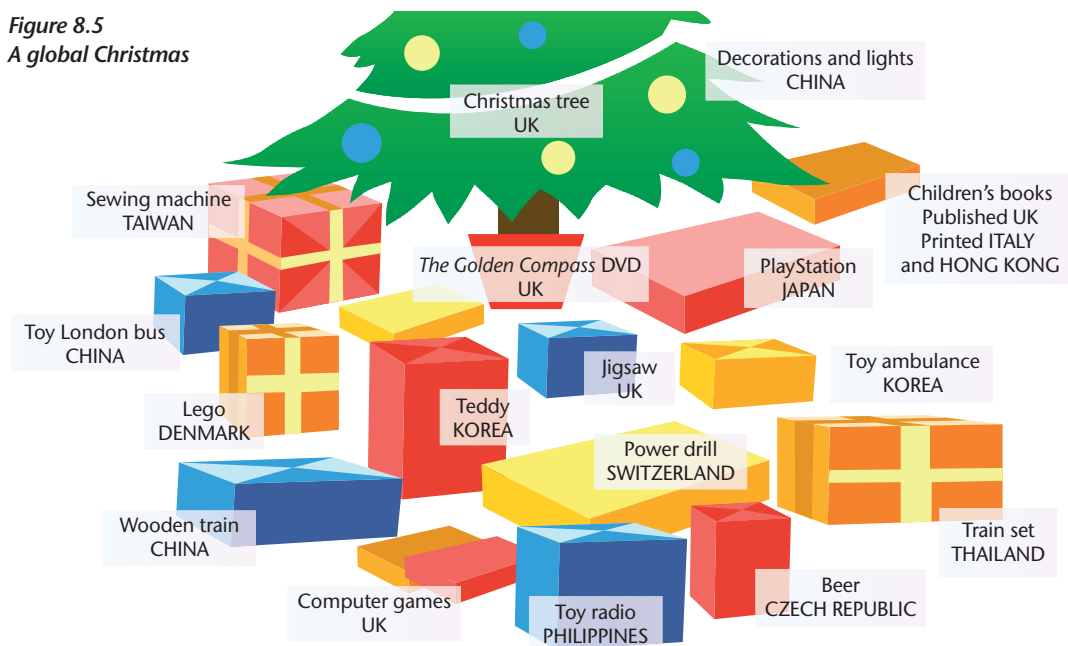 Figure 8.5
A global Christmas
Decorations and lights
CHINA
Christmas tree
UK
Sewing machine
TAIWAN
Children's books
Published UK
Printed ITALY
and HONG KONG
The Golden Compass DVD
UK
PlayStation
JAPAN
Toy London bus
CHINA
Jigsaw
UK
Toy ambulance
KOREA
Lego
DENMARK
Teddy
KOREA
Power drill
SWITZERLAND
Wooden train
CHINA
Train set
THAILAND
Computer games
UK
Toy radio
PHILIPPINES
Beer
CZECH REPUBLIC